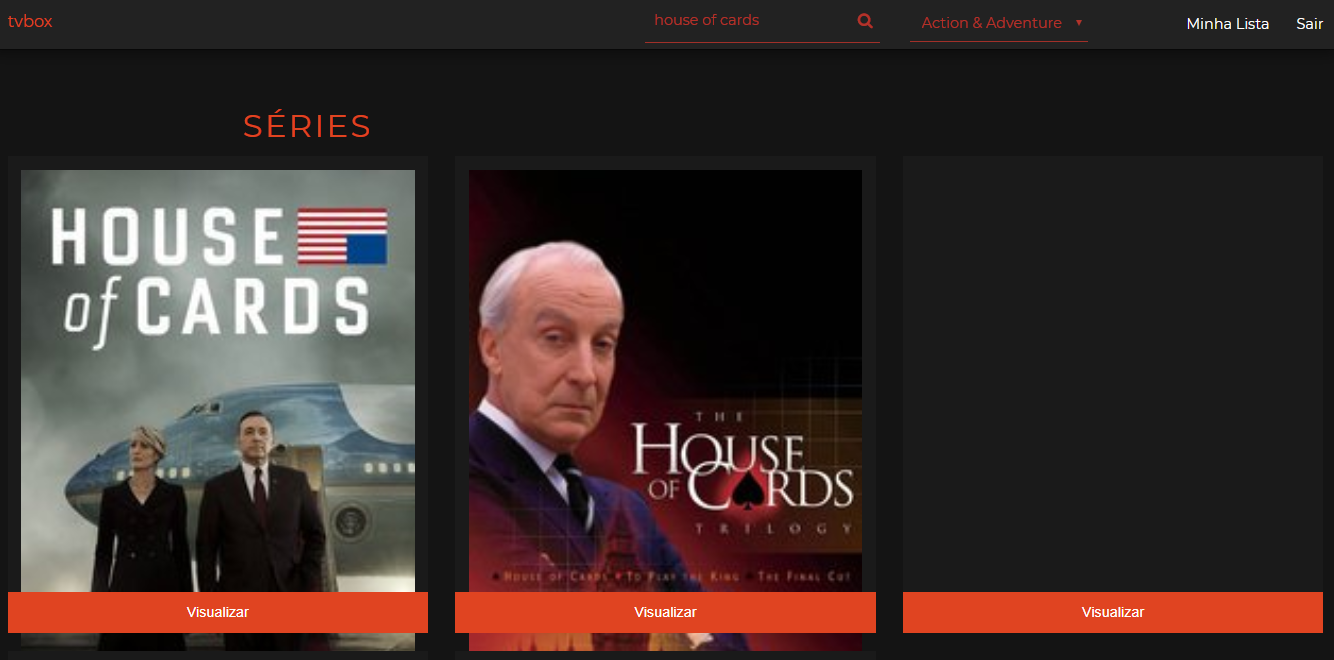 tvbox
house of cards
Action & Adventure
Minha Lista
Sair
SÉRIES
HOUSE
of CARDS
THE
HOUSE
OF CARDS
TRILOGY
HOUSE OF CARDS • TO PLAY THE KING • THE FINAL CUT
Visualizar
Visualizar
Visualizar